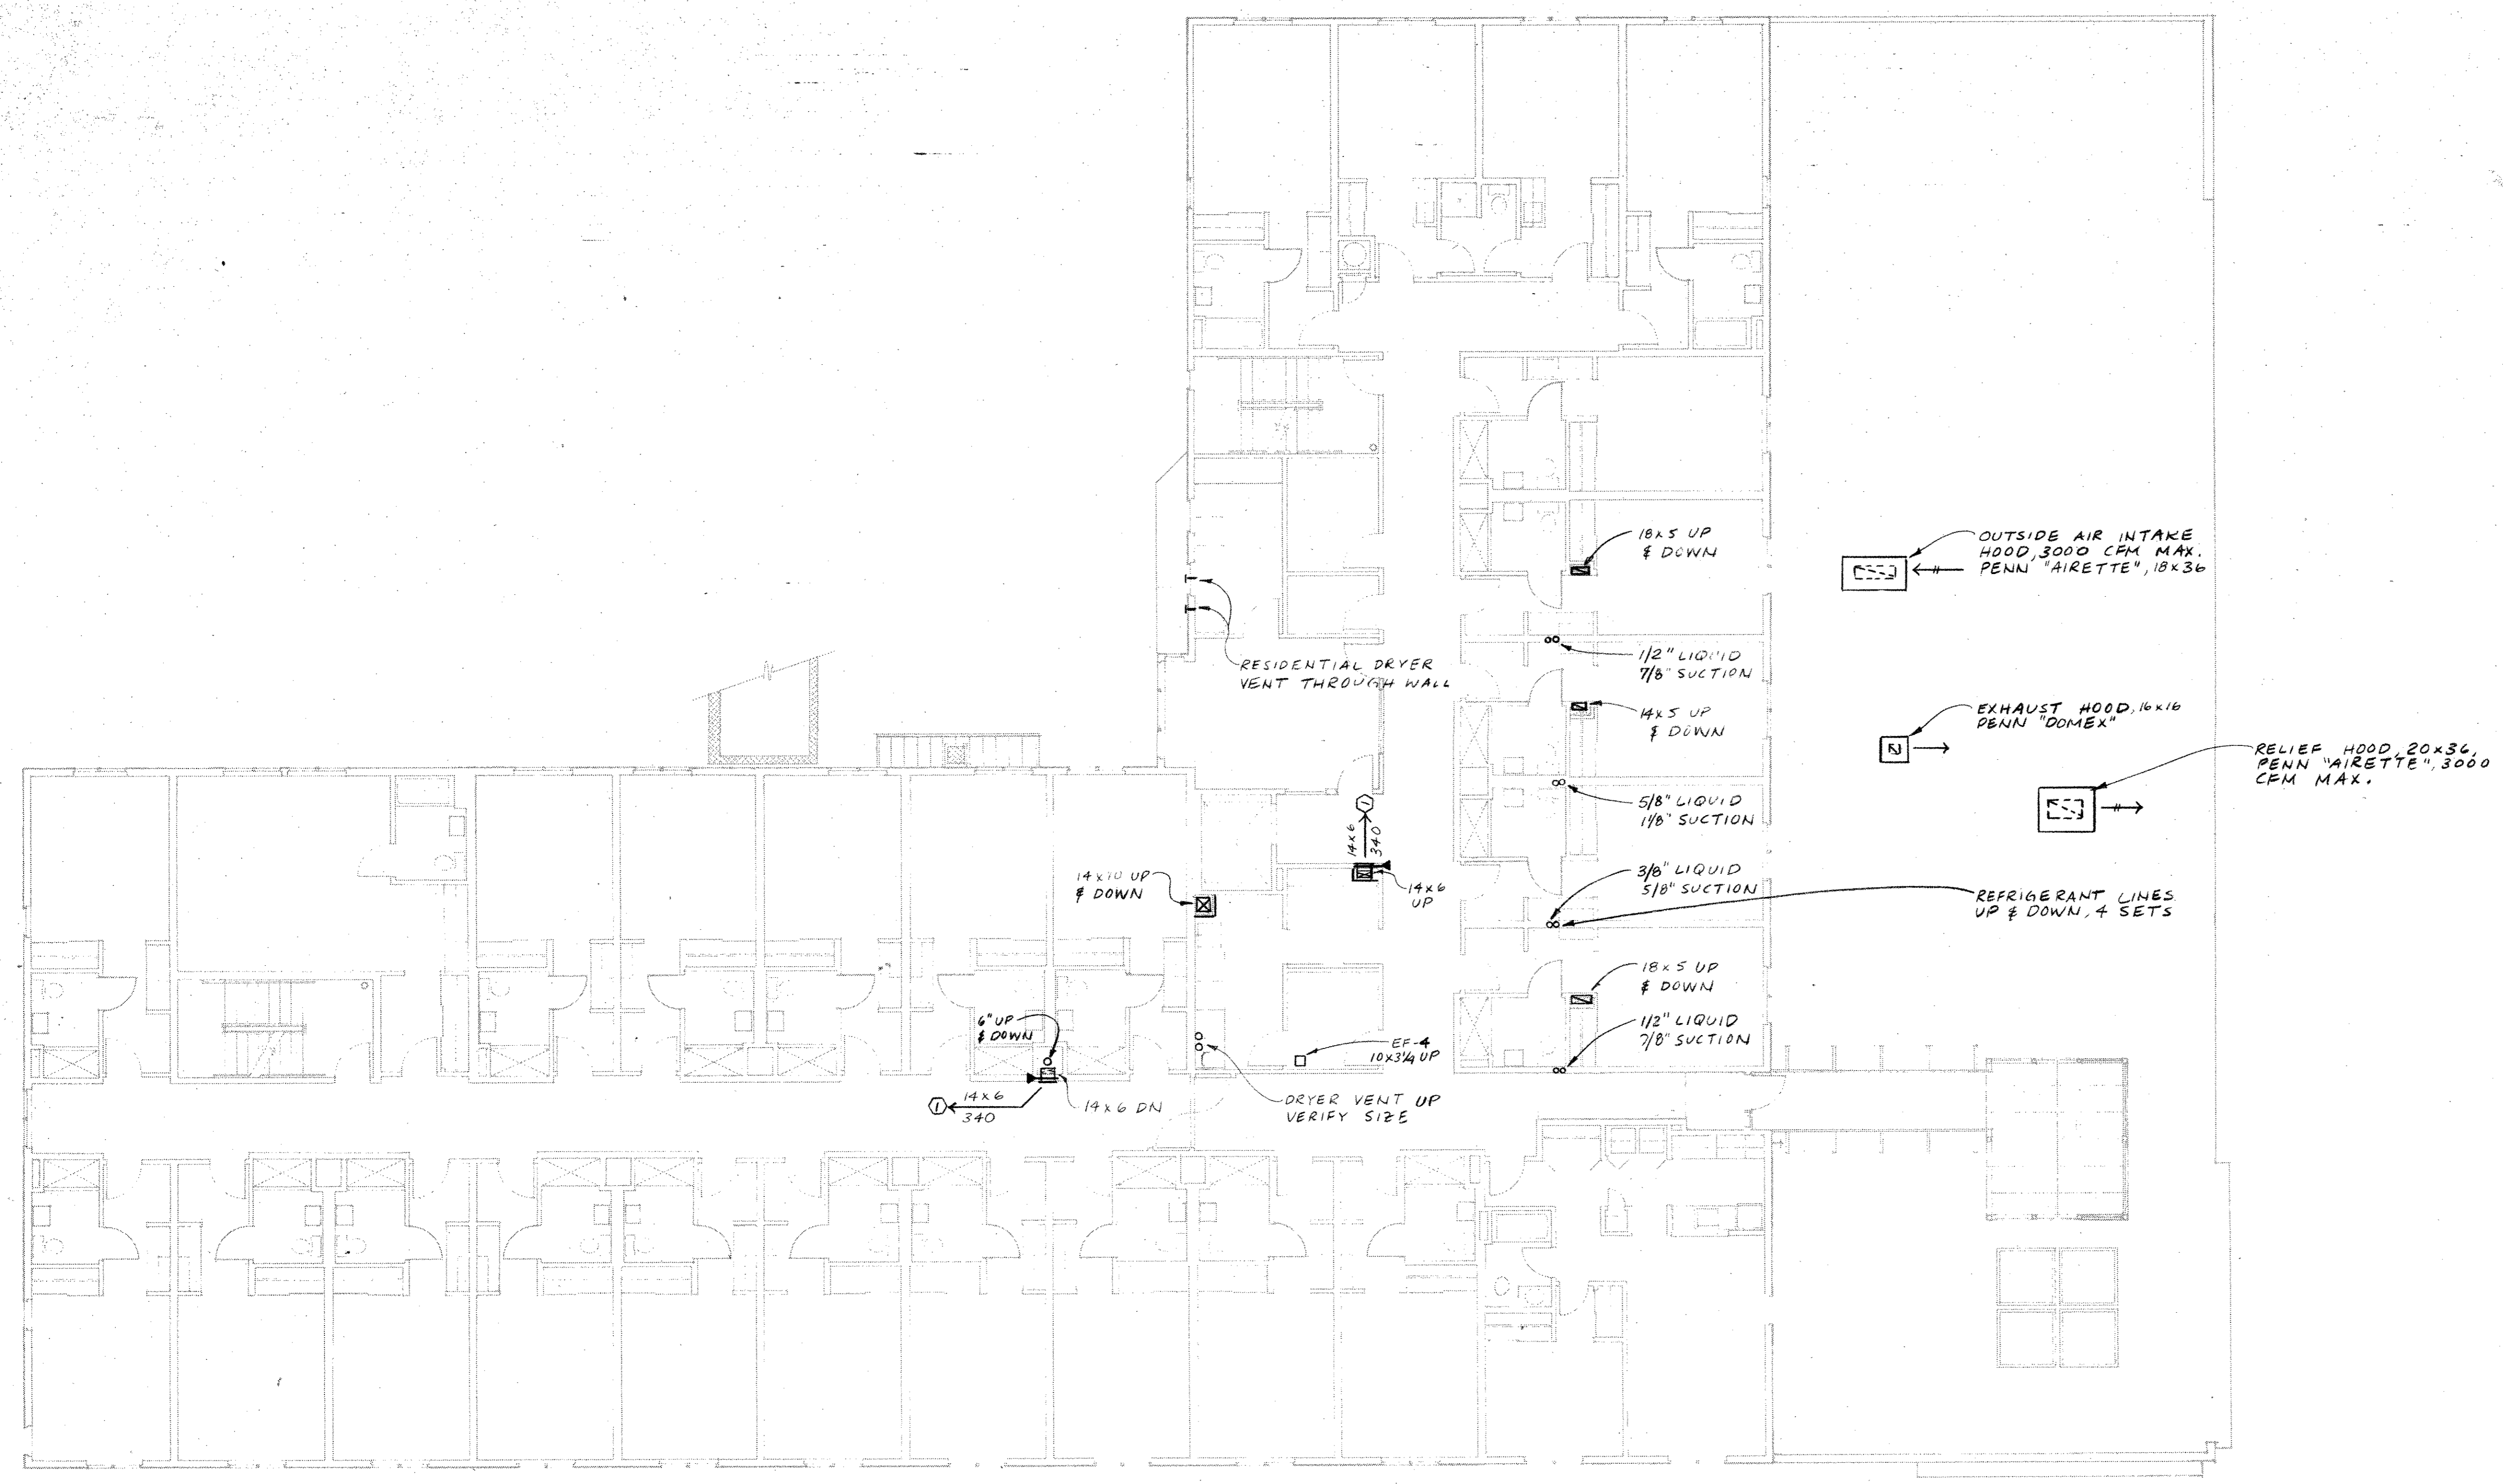 18x5 UP
& DOWN
OUTSIDE AIR INTAKE
HOOD, 3000 CFM MAX.
PENN "AIRETTE", 18x36
RESIDENTIAL DRYER
VENT THROUGH WALL
1/2" LIQUID
7/8" SUCTION
14x5 UP
& DOWN
EXHAUST HOOD, 16x16
PENN "DOMEX"
RELIEF HOOD, 20x36,
PENN "AIRETTE", 3000
CFM MAX.
5/8" LIQUID
1 1/8" SUCTION
1
14x6
340
14x6
UP
14x10 UP
& DOWN
3/8" LIQUID
5/8" SUCTION
REFRIGERANT LINES
UP & DOWN, 4 SETS
18x5 UP
& DOWN
6" UP
& DOWN
1/2" LIQUID
7/8" SUCTION
EF-4
10x3 1/4 UP
1
14x6
340
14x6 DN
DRYER VENT UP
VERIFY SIZE